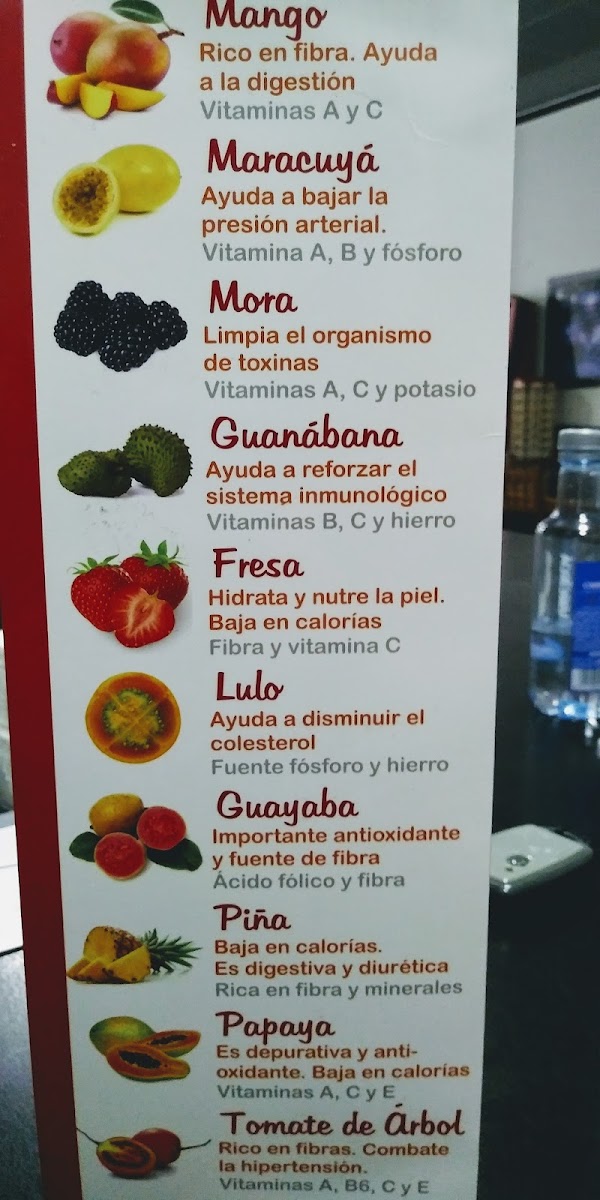 Mango
Rico en fibra. Ayuda
a la digestión
Vitaminas A y C
Maracuyá
Ayuda a bajar la
presión arterial.
Vitamina A, B y fósforo
Mora
Limpia el organismo
de toxinas
Vitaminas A, C y potasio
Guanábana
Ayuda a reforzar el
sistema inmunológico
Vitaminas B, C y hierro
Fresa
Hidrata y nutre la piel.
Baja en calorías
Fibra y vitamina C
Lulo
Ayuda a disminuir el
colesterol
Fuente fósforo y hierro
Guayaba
Importante antioxidante
y fuente de fibra
Ácido fólico y fibra
Piña
Baja en calorías.
Es digestiva y diurética
Rica en fibra y minerales
Papaya
Es depurativa y anti-
oxidante. Baja en calorías
Vitaminas A, C y E
Tomate de Árbol
Rico en fibras. Combate
la hipertensión.
Vitaminas A, B6, C y E